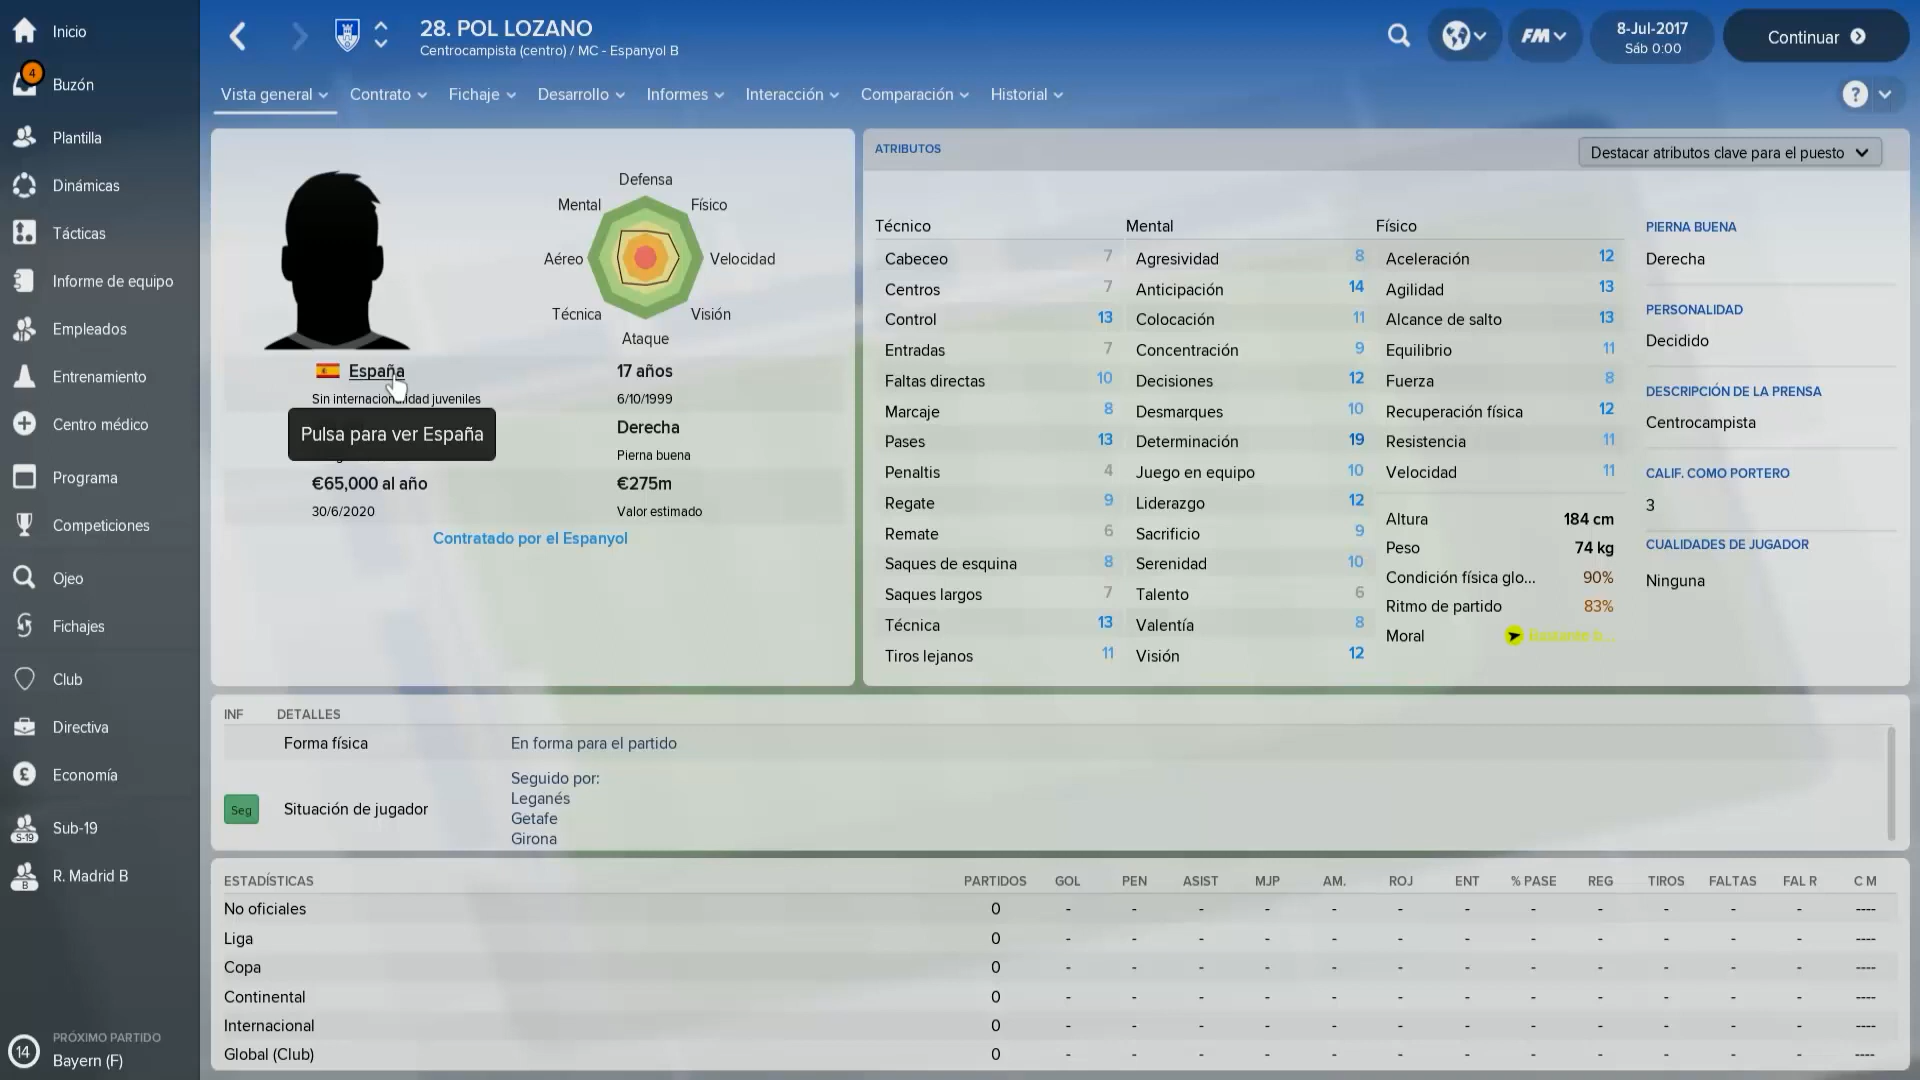 Inicio
4
Buzón
Plantilla
Dinámicas
Tácticas
Informe de equipo
Empleados
Entrenamiento
Centro médico
Programa
Competiciones
Ojeo
Fichajes
Club
Directiva
Economía
S-19
Sub-19
B
R. Madrid B
14
PRÓXIMO PARTIDO
Bayern (F)
28. POL LOZANO
Centrocampista (centro) / MC - Espanyol B
FM
8-Jul-2017
Sáb 0:00
Continuar
Vista general
Contrato
Fichaje
Desarrollo
Informes
Interacción
Comparación
Historial
?
Defensa
Mental
Físico
Aéreo
Velocidad
Técnica
Visión
Ataque
España
17 años
Sin internacionalidad juveniles
6/10/1999
Pulsa para ver España
Derecha
Pierna buena
€65,000 al año
€275m
30/6/2020
Valor estimado
Contratado por el Espanyol
ATRIBUTOS
Destacar atributos clave para el puesto
Técnico
Cabeceo 7
Centros 7
Control 13
Entradas 7
Faltas directas 10
Marcaje 8
Pases 13
Penaltis 4
Regate 9
Remate 6
Saques de esquina 8
Saques largos 7
Técnica 13
Tiros lejanos 11
Mental
Agresividad 8
Anticipación 14
Colocación 11
Concentración 9
Decisiones 12
Desmarques 10
Determinación 19
Juego en equipo 10
Liderazgo 12
Sacrificio 9
Serenidad 10
Talento 6
Valentía 8
Visión 12
Físico
Aceleración 12
Agilidad 13
Alcance de salto 13
Equilibrio 11
Fuerza 8
Recuperación física 12
Resistencia 11
Velocidad 11
Altura 184 cm
Peso 74 kg
Condición física glo... 90%
Ritmo de partido 83%
Moral
PIERNA BUENA
Derecha
PERSONALIDAD
Decidido
DESCRIPCIÓN DE LA PRENSA
Centrocampista
CALIF. COMO PORTERO
3
CUALIDADES DE JUGADOR
Ninguna
INF DETALLES
Forma física En forma para el partido
Seg Situación de jugador
Seguido por:
Leganés
Getafe
Girona
ESTADÍSTICAS PARTIDOS GOL PEN ASIST MJP AM. ROJ ENT % PASE REG TIROS FALTAS FAL R C M
No oficiales 0 - - - - - - - - - - - - ----
Liga 0 - - - - - - - - - - - - ----
Copa 0 - - - - - - - - - - - - ----
Continental 0 - - - - - - - - - - - - ----
Internacional 0 - - - - - - - - - - - - ----
Global (Club) 0 - - - - - - - - - - - - ----